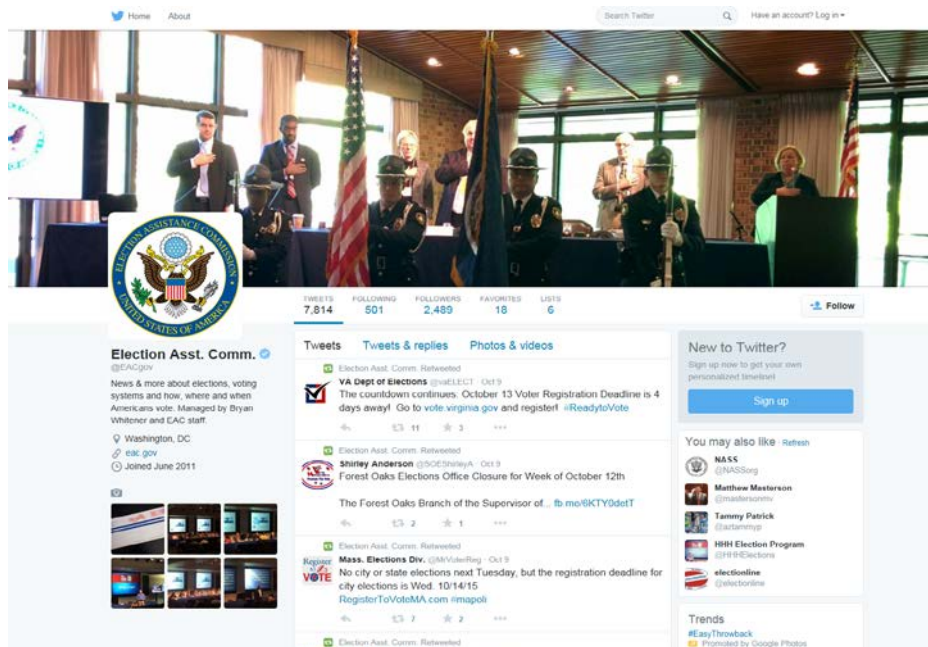 Home About Search Twitter Have an account? Log in
ELECTION ASSISTANCE COMMISSION
UNITED STATES OF AMERICA
TWEETS FOLLOWING FOLLOWERS FAVORITES LISTS
7,814 501 2,489 18 6
Follow
Election Asst. Comm.
@EACgov
News & more about elections, voting
systems and how, where and when
Americans vote. Managed by Bryan
Whitener and EAC staff.
Washington, DC
eac.gov
Joined June 2011
Tweets Tweets & replies Photos & videos
Election Asst. Comm. Retweeted
VA Dept of Elections @vaELECT · Oct 9
The countdown continues: October 13 Voter Registration Deadline is 4
days away! Go to vote.virginia.gov and register! #ReadytoVote
11 3
Election Asst. Comm. Retweeted
Shirley Anderson @SOEShirleyA · Oct 9
Forest Oaks Elections Office Closure for Week of October 12th
The Forest Oaks Branch of the Supervisor of... fb.me/6KTY0detT
2 1
Election Asst. Comm. Retweeted
Register
VOTE
Mass. Elections Div. @MrVoterReg · Oct 9
No city or state elections next Tuesday, but the registration deadline for
city elections is Wed. 10/14/15
RegisterToVoteMA.com #mapoli
7 2
Election Asst. Comm. Retweeted
New to Twitter?
Sign up now to get your own
personalized timeline!
Sign up
You may also like · Refresh
NASS
@NASSorg
Matthew Masterson
@mastersonmv
Tammy Patrick
@aztammyp
HHH Election Program
@HHHElections
electionline
@electionline
Trends
#EasyThrowback
Promoted by Google Photos